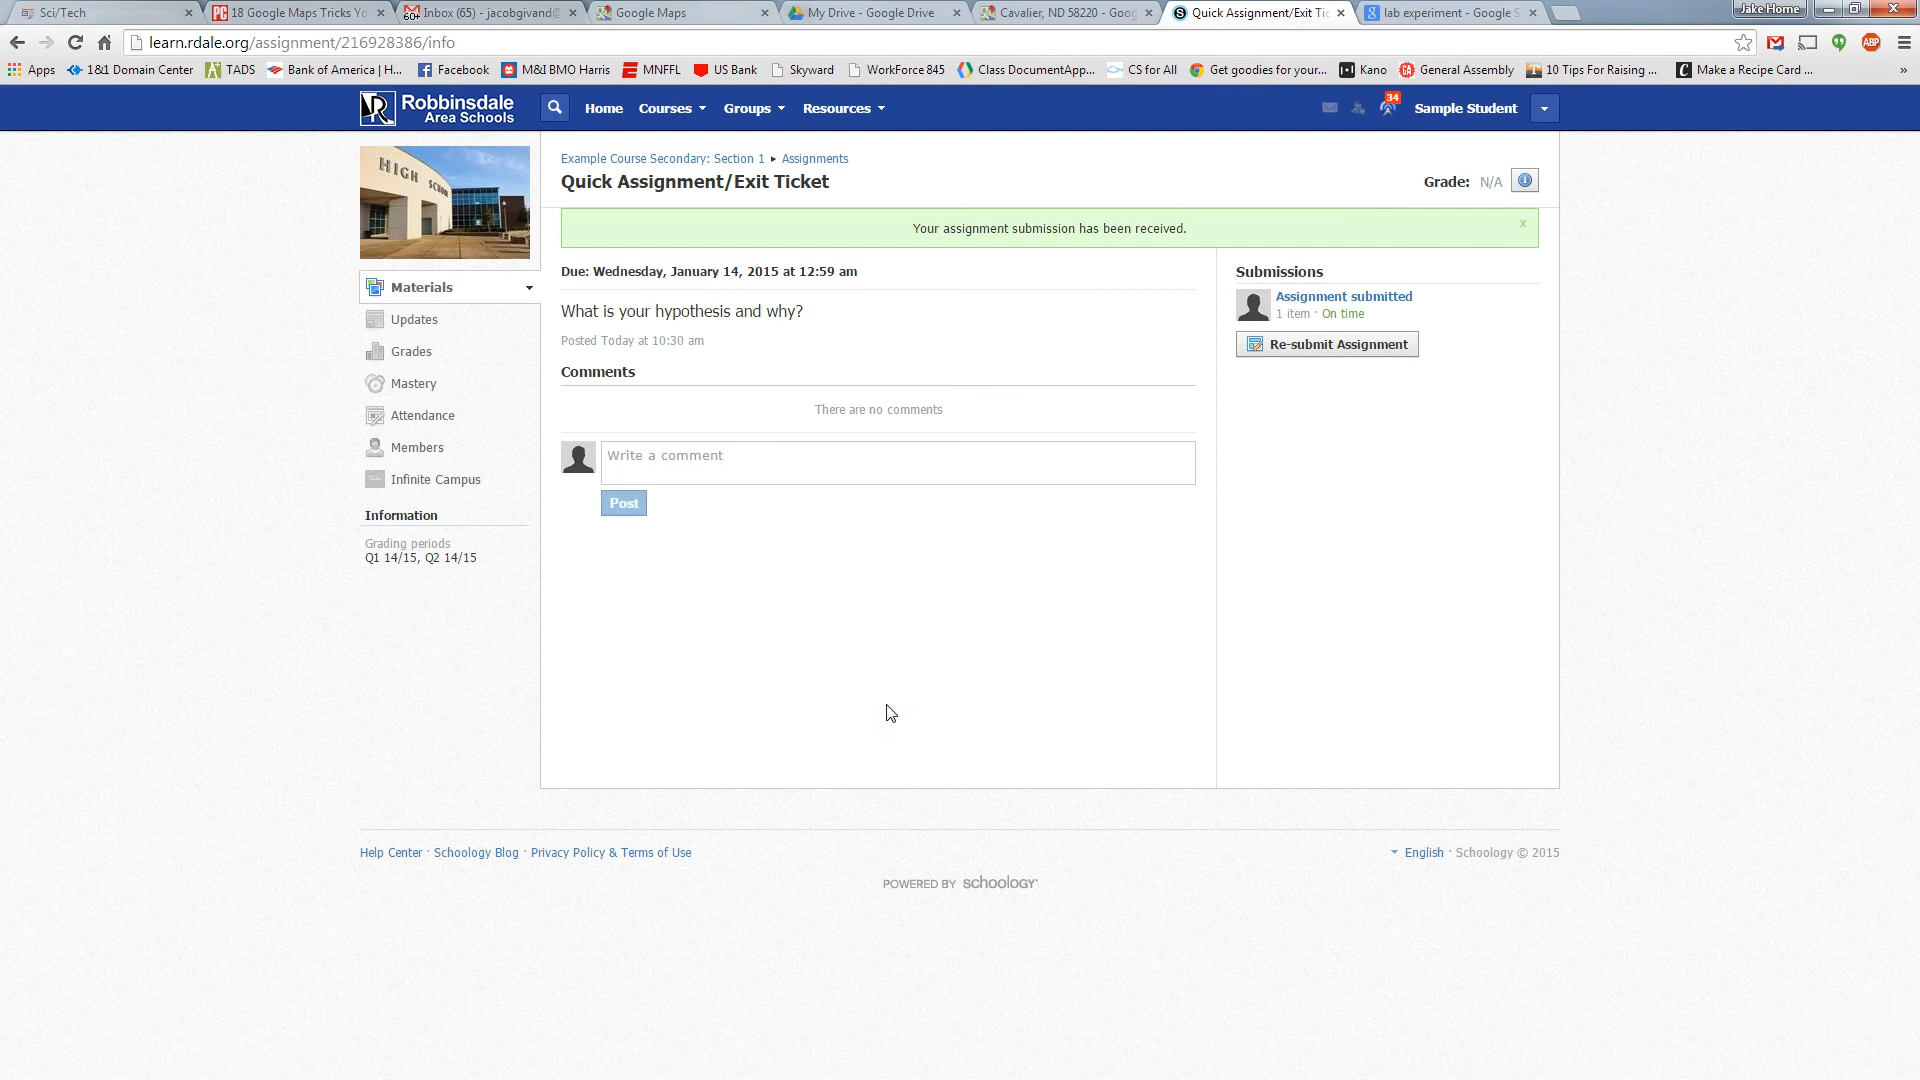 Sci/Tech
18 Google Maps Tricks Yo
Inbox (65) - jacobgivand@
Google Maps
My Drive - Google Drive
Cavalier, ND 58220 - Goog
Quick Assignment/Exit Tic
lab experiment - Google S
Jake Home
learn.rdale.org/assignment/216928386/info
Apps
1&1 Domain Center
TADS
Bank of America | H...
Facebook
M&I BMO Harris
MNFFL
US Bank
Skyward
WorkForce 845
Class DocumentApp...
CS for All
Get goodies for your...
Kano
General Assembly
10 Tips For Raising ...
Make a Recipe Card ...
»
Robbinsdale
Area Schools
Home
Courses
Groups
Resources
34
Sample Student
HIGH SCHOOL
Example Course Secondary: Section 1 ▸ Assignments
Quick Assignment/Exit Ticket
Grade: N/A
Your assignment submission has been received.
x
Due: Wednesday, January 14, 2015 at 12:59 am
What is your hypothesis and why?
Posted Today at 10:30 am
Comments
There are no comments
Write a comment
Post
Submissions
Assignment submitted
1 item · On time
Re-submit Assignment
Materials
Updates
Grades
Mastery
Attendance
Members
Infinite Campus
Information
Grading periods
Q1 14/15, Q2 14/15
Help Center · Schoology Blog · Privacy Policy & Terms of Use
English · Schoology © 2015
POWERED BY schoology